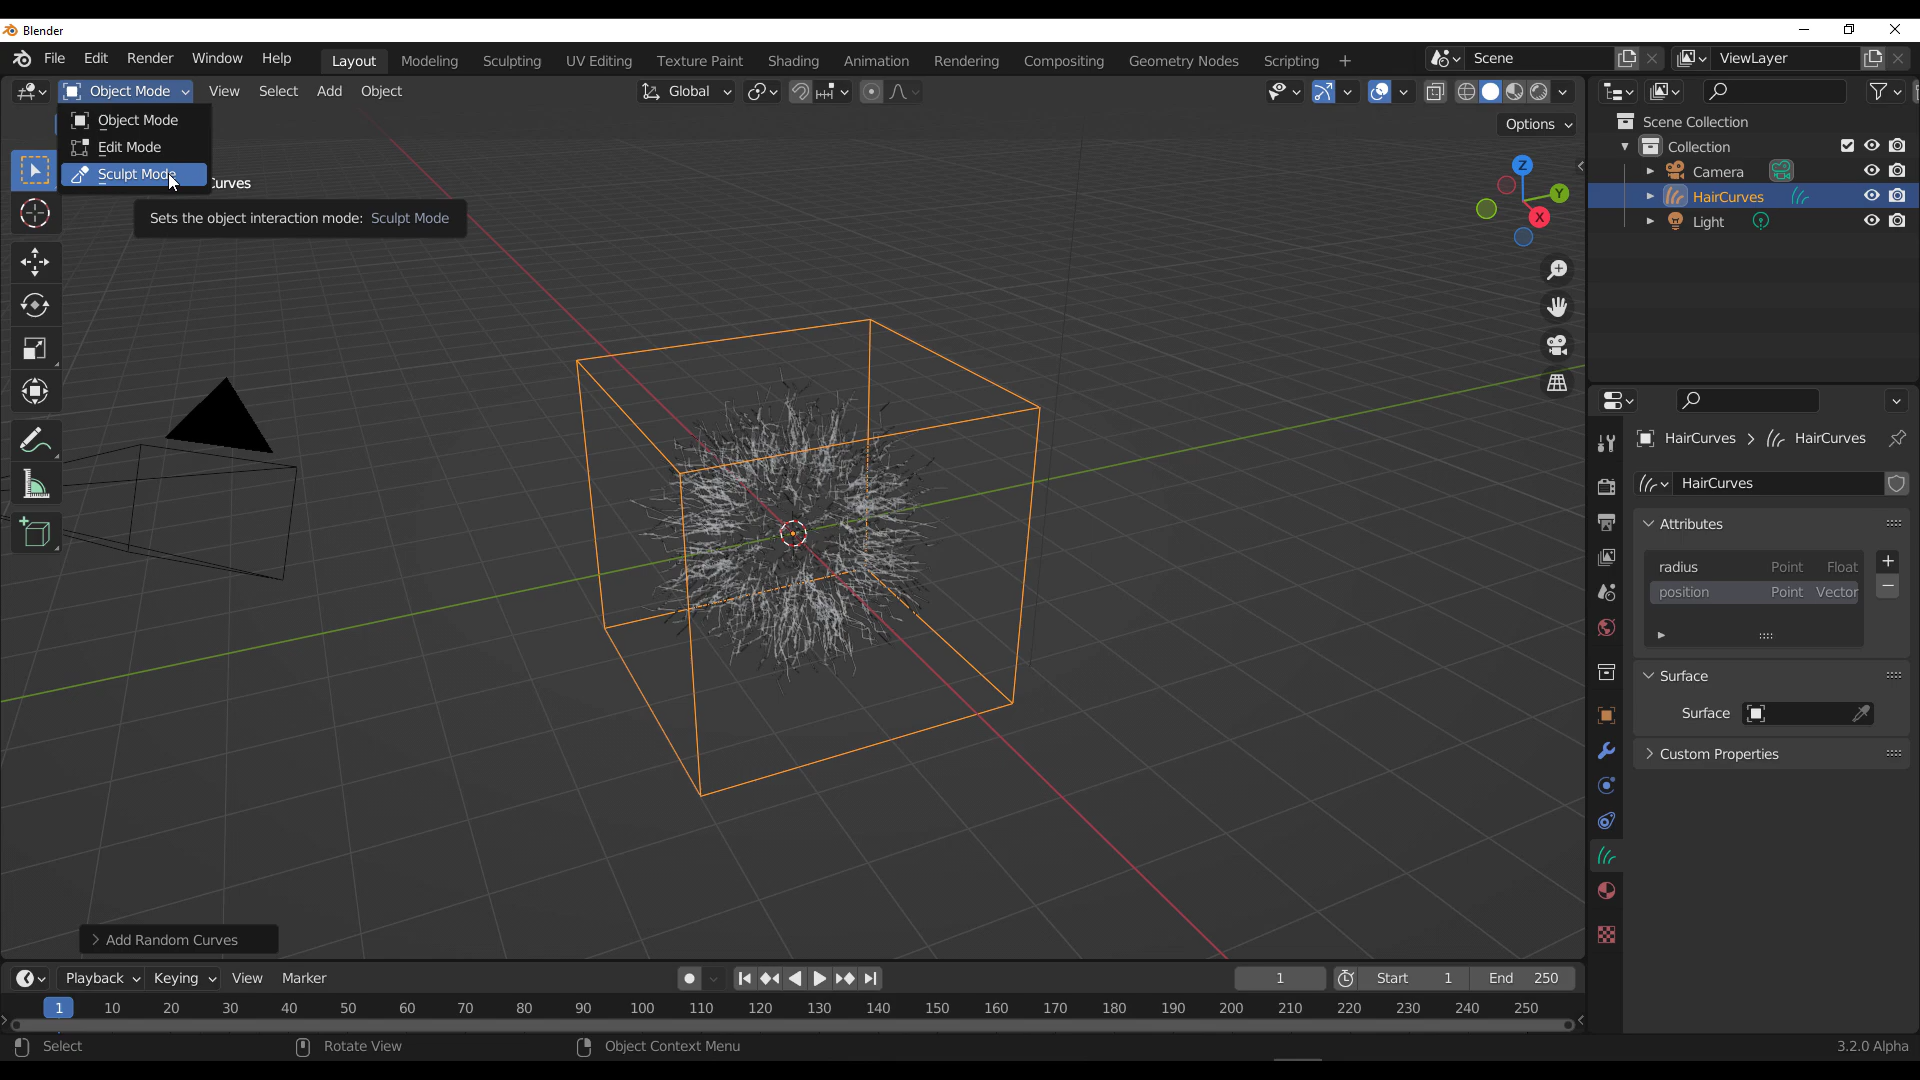 Blender
File Edit Render Window Help Layout Modeling Sculpting UV Editing Texture Paint Shading Animation Rendering Compositing Geometry Nodes Scripting + Scene ViewLayer
Object Mode View Select Add Object Global
Object Mode
Edit Mode
Sculpt Mode
Curves
Sets the object interaction mode: Sculpt Mode
Options
Z
Y
X
Scene Collection
Collection
Camera
HairCurves
Light
HairCurves > HairCurves
HairCurves
Attributes
radius Point Float
position Point Vector
Surface
Surface
Custom Properties
Add Random Curves
Playback Keying View Marker 1 Start 1 End 250
1 10 20 30 40 50 60 70 80 90 100 110 120 130 140 150 160 170 180 190 200 210 220 230 240 250
Select Rotate View Object Context Menu 3.2.0 Alpha